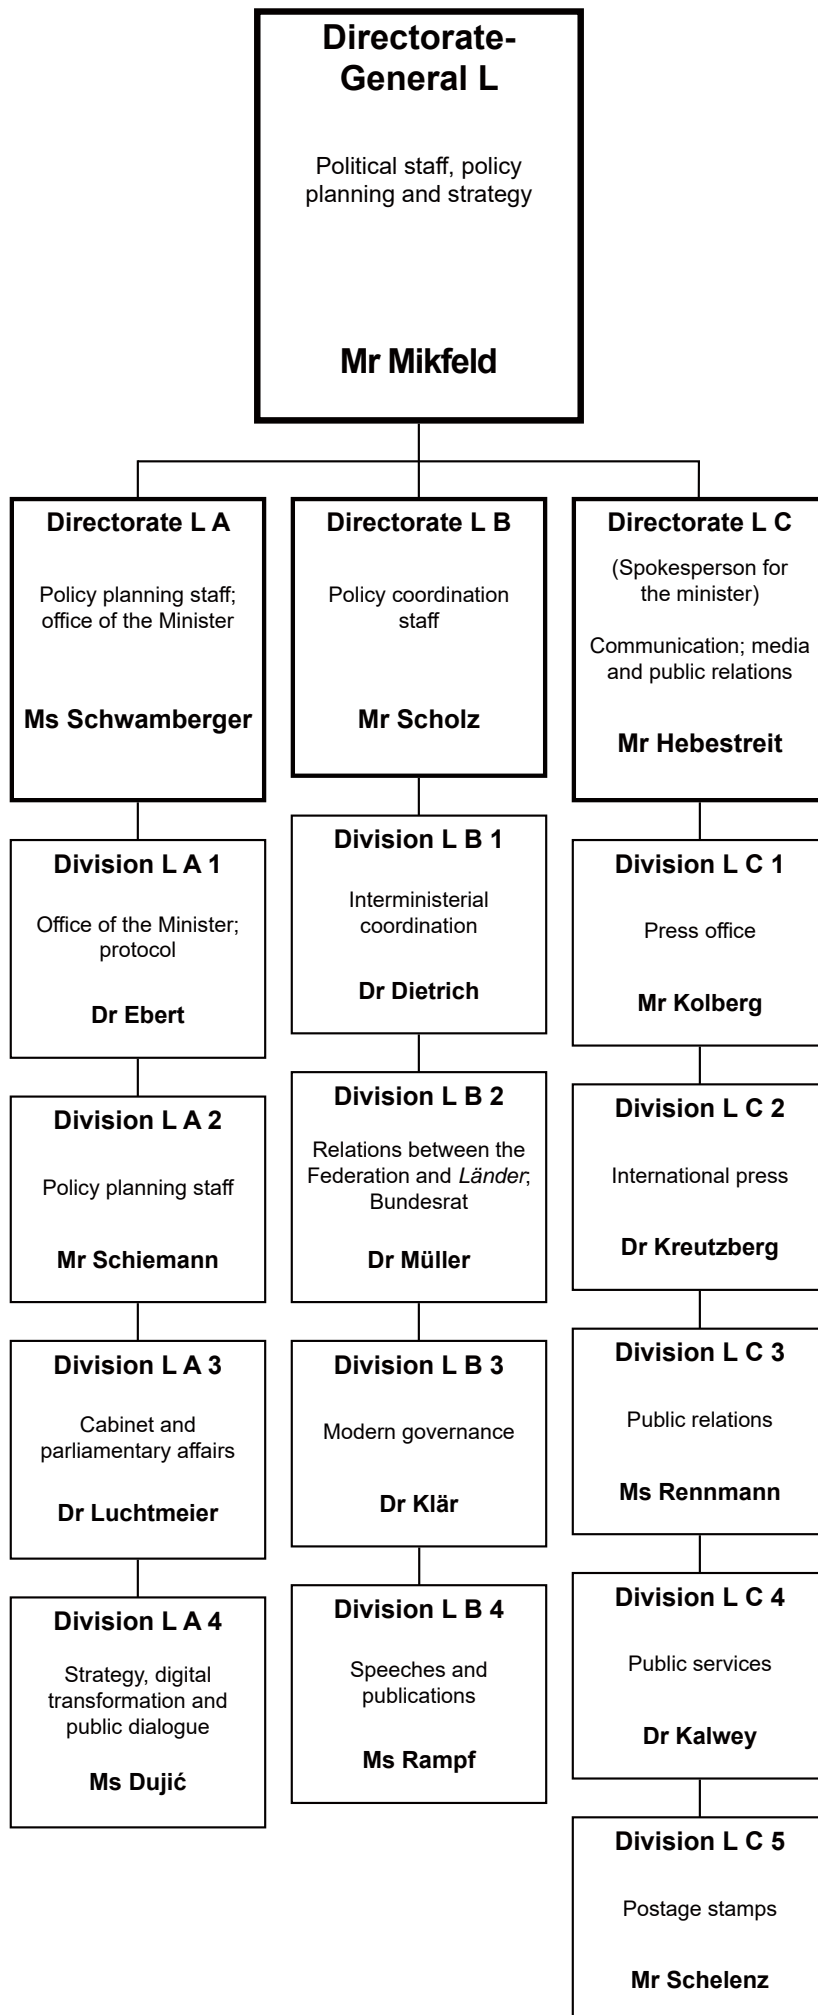 Directorate-
General L
Political staff, policy
planning and strategy
Mr Mikfeld
Directorate L A
Policy planning staff;
office of the Minister
Ms Schwamberger
Division L A 1
Office of the Minister;
protocol
Dr Ebert
Division L A 2
Policy planning staff
Mr Schiemann
Division L A 3
Cabinet and
parliamentary affairs
Dr Luchtmeier
Division L A 4
Strategy, digital
transformation and
public dialogue
Ms Dujić
Directorate L B
Policy coordination
staff
Mr Scholz
Division L B 1
Interministerial
coordination
Dr Dietrich
Division L B 2
Relations between the
Federation and Länder;
Bundesrat
Dr Müller
Division L B 3
Modern governance
Dr Klär
Division L B 4
Speeches and
publications
Ms Rampf
Directorate L C
(Spokesperson for
the minister)
Communication; media
and public relations
Mr Hebestreit
Division L C 1
Press office
Mr Kolberg
Division L C 2
International press
Dr Kreutzberg
Division L C 3
Public relations
Ms Rennmann
Division L C 4
Public services
Dr Kalwey
Division L C 5
Postage stamps
Mr Schelenz